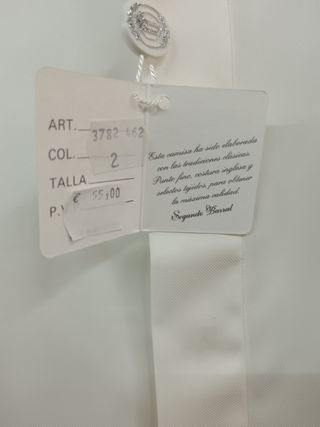 ART. 3782 462
COL. 2
TALLA
€ 55,00
P.V
Esta camisa ha sido elaborada
con las tradiciones clásicas.
Punto fino, costura inglesa y
selectos tejidos, para obtener
la máxima calidad.
Segundo Barral